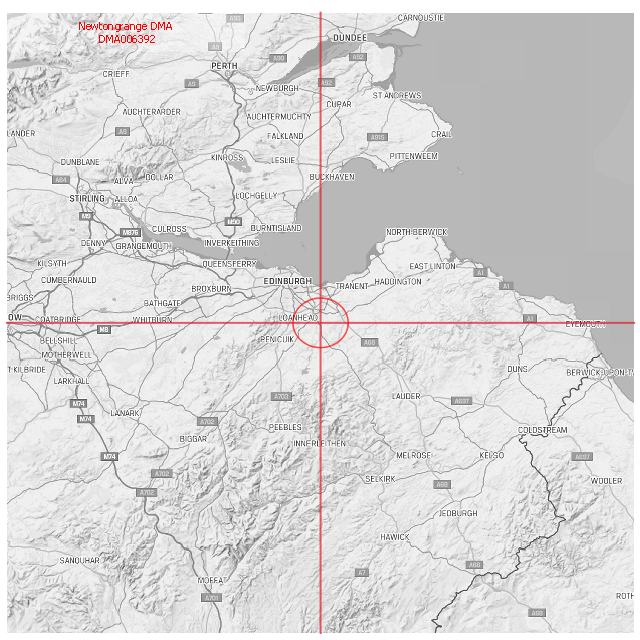 CARNOUSTIE
A93
Newtongrange DMA
DMA006392
DUNDEE
A9
A90
A92
PERTH
CRIEFF
A9
A92
NEWBURGH
ST ANDREWS
CUPAR
AUCHTERARDER
AUCHTERMUCHTY
A9
LANDER
FALKLAND
A915
CRAIL
DUNBLANE
KINROSS
LESLIE
PITTENWEEM
A84
ALVA
DOLLAR
BUCKHAVEN
STIRLING
ALLOA
LOCHGELLY
M9
M90
CULROSS
BURNTISLAND
M876
NORTH BERWICK
DENNY
GRANGEMOUTH
INVERKEITHING
KILSYTH
QUEENSFERRY
EAST LINTON
A1
CUMBERNAULD
EDINBURGH
HADDINGTON
A1
BROXBURN
TRANENT
BRIGGS
BATHGATE
OW
COATBRIDGE
WHITBURN
LOANHEAD
A1
EYEMOUTH
M8
BELLSHILL
PENICUIK
A68
MOTHERWELL
T KILBRIDE
DUNS
BERWICK-UPON-TW
LARKHALL
A703
LAUDER
A697
M74
LANARK
M74
A702
PEEBLES
COLDSTREAM
BIGGAR
INNERLEITHEN
M74
MELROSE
KELSO
A697
A702
SELKIRK
A68
WOOLER
A702
JEDBURGH
HAWICK
SANQUHAR
A68
A7
MOFFAT
A701
ROTH
A68